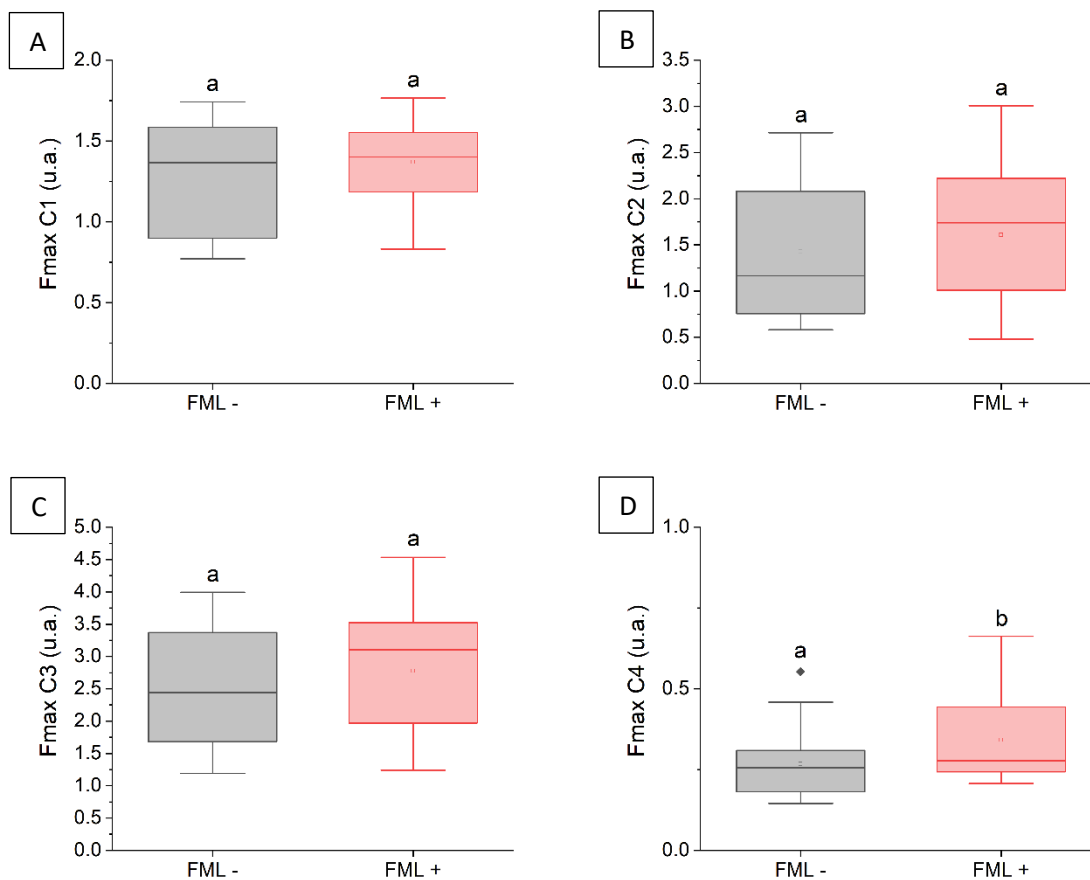 A
Fmax C1 (u.a.)
2.0
1.5
1.0
0.5
0.0
a
a
FML -
FML +
B
Fmax C2 (u.a.)
3.5
3.0
2.5
2.0
1.5
1.0
0.5
0.0
a
a
FML -
FML +
C
Fmax C3 (u.a.)
5.0
4.5
4.0
3.5
3.0
2.5
2.0
1.5
1.0
0.5
0.0
a
a
FML -
FML +
D
Fmax C4 (u.a.)
1.0
0.5
0.0
a
b
FML -
FML +